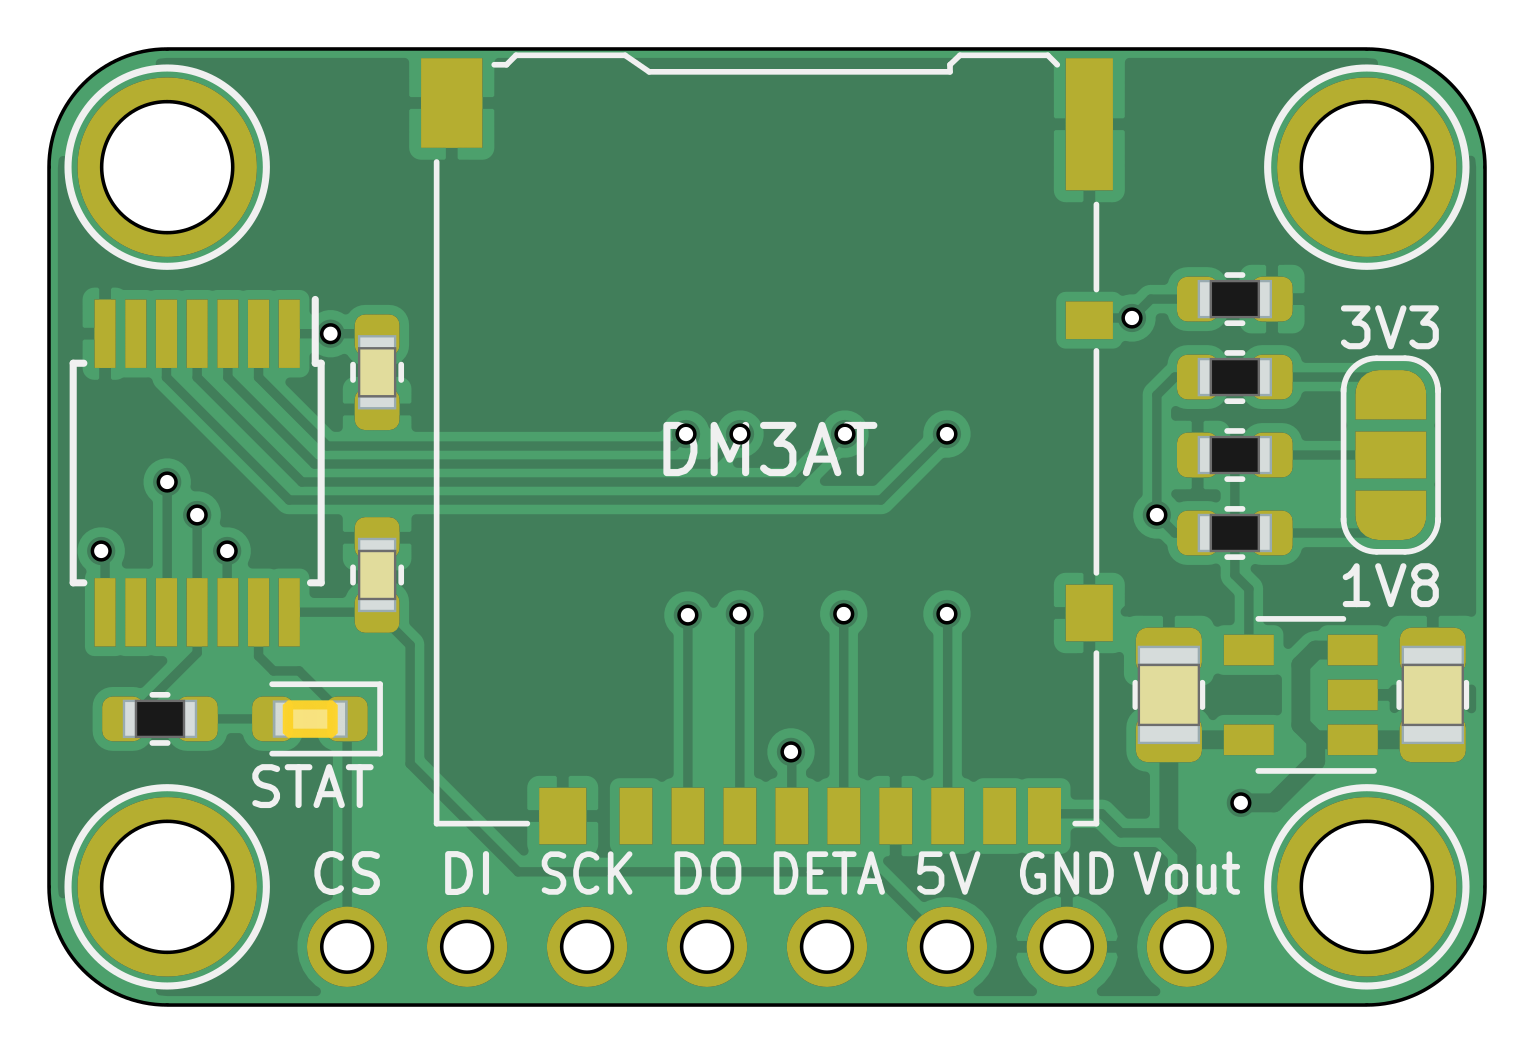 3V3
DM3AT
1V8
STAT
CS DI SCK DO DETA 5V GND Vout